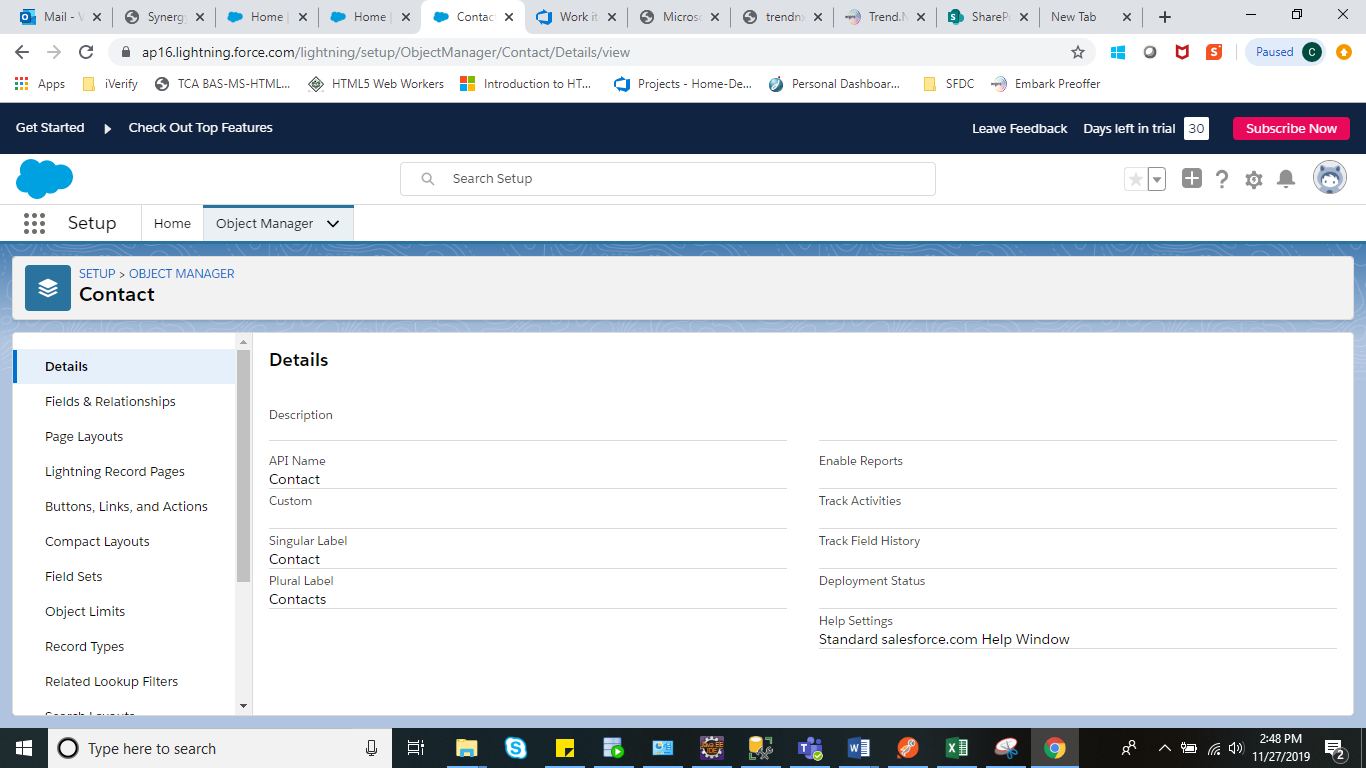 Mail - V
Synergy
Home |
Home |
Contac
Work it
Micros
trendn
Trend.N
SharePr
New Tab
ap16.lightning.force.com/lightning/setup/ObjectManager/Contact/Details/view
Paused C
Apps iVerify TCA BAS-MS-HTML... HTML5 Web Workers Introduction to HT... Projects - Home-De... Personal Dashboar... SFDC Embark Preoffer
Get Started Check Out Top Features Leave Feedback Days left in trial 30 Subscribe Now
Search Setup
Setup Home Object Manager
SETUP > OBJECT MANAGER
Contact
Details
Fields & Relationships
Page Layouts
Lightning Record Pages
Buttons, Links, and Actions
Compact Layouts
Field Sets
Object Limits
Record Types
Related Lookup Filters
Search Layouts
Details
Description
API Name
Contact
Custom
Singular Label
Contact
Plural Label
Contacts
Enable Reports
Track Activities
Track Field History
Deployment Status
Help Settings
Standard salesforce.com Help Window
Type here to search
2:48 PM
11/27/2019
2